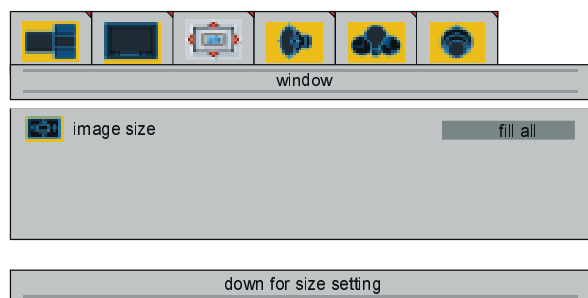 window
image size
fill all
down for size setting